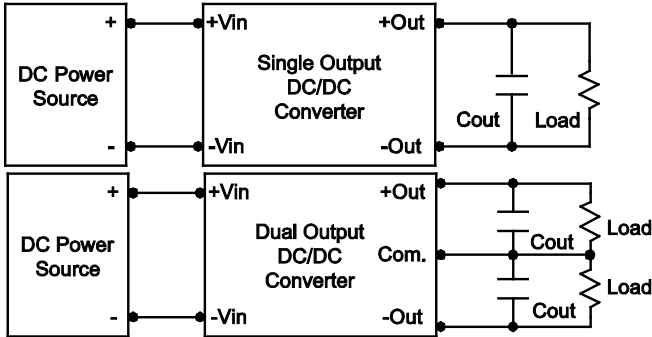 +
+Vin
+Out
DC Power
Source
Single Output
DC/DC
Converter
Cout
Load
-
-Vin
-Out
+
+Vin
+Out
Load
DC Power
Source
Dual Output
DC/DC
Converter
Com.
Cout
Load
Cout
-
-Vin
-Out